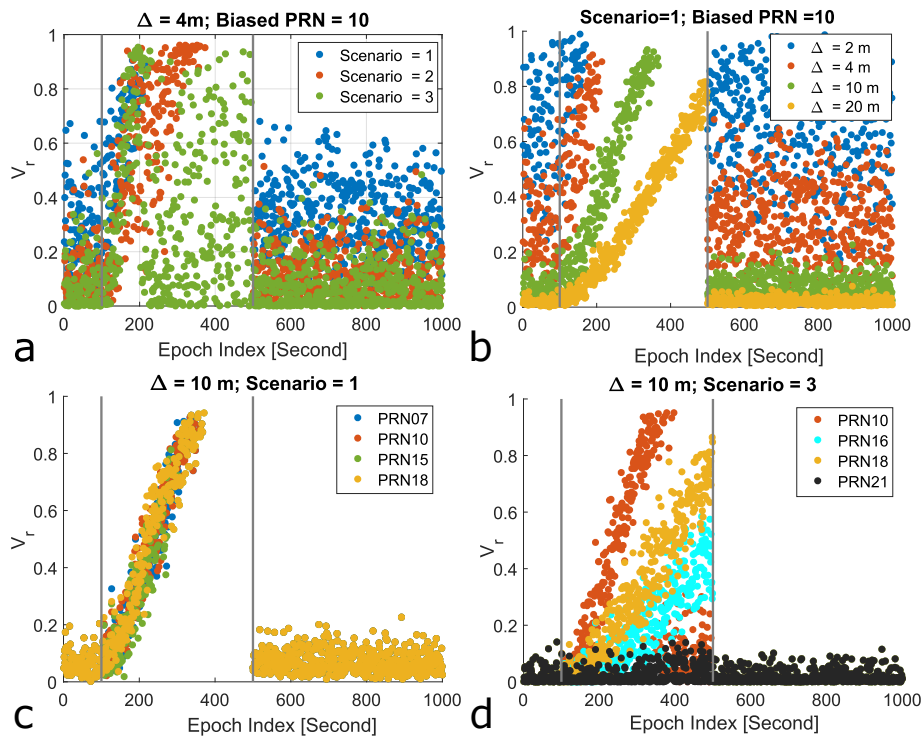 Δ = 4m; Biased PRN = 10
1
0.8
0.6
0.4
0.2
0
V_r
Scenario = 1
Scenario = 2
Scenario = 3
0 200 400 600 800 1000
Epoch Index [Second]
a
Scenario=1; Biased PRN =10
1
0.8
0.6
0.4
0.2
0
V_r
Δ = 2 m
Δ = 4 m
Δ = 10 m
Δ = 20 m
0 200 400 600 800 1000
Epoch Index [Second]
b
Δ = 10 m; Scenario = 1
1
0.8
0.6
0.4
0.2
0
V_r
PRN07
PRN10
PRN15
PRN18
0 200 400 600 800 1000
Epoch Index [Second]
c
Δ = 10 m; Scenario = 3
1
0.8
0.6
0.4
0.2
0
V_r
PRN10
PRN16
PRN18
PRN21
0 200 400 600 800 1000
Epoch Index [Second]
d